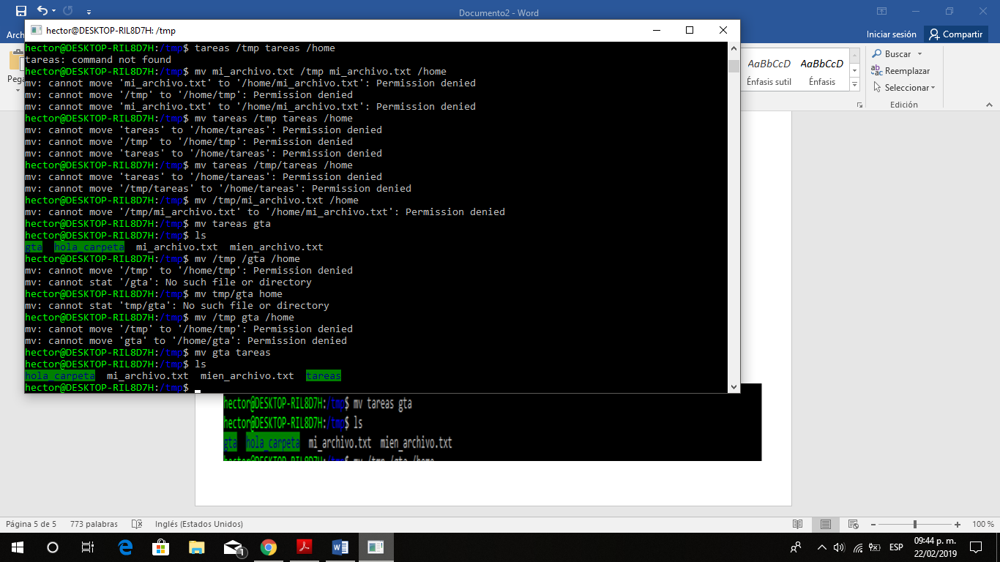 Documento2 - Word
Arch
Iniciar sesión
Compartir
hector@DESKTOP-RIL8D7H: /tmp
Pega
AaBbCcD AaBbCcD
Énfasis sutil Énfasis
Buscar
Reemplazar
Seleccionar
Edición
hector@DESKTOP-RIL8D7H:/tmp$ tareas /tmp tareas /home
tareas: command not found
hector@DESKTOP-RIL8D7H:/tmp$ mv mi_archivo.txt /tmp mi_archivo.txt /home
mv: cannot move 'mi_archivo.txt' to '/home/mi_archivo.txt': Permission denied
mv: cannot move '/tmp' to '/home/tmp': Permission denied
mv: cannot move 'mi_archivo.txt' to '/home/mi_archivo.txt': Permission denied
hector@DESKTOP-RIL8D7H:/tmp$ mv tareas /tmp tareas /home
mv: cannot move 'tareas' to '/home/tareas': Permission denied
mv: cannot move '/tmp' to '/home/tmp': Permission denied
mv: cannot move 'tareas' to '/home/tareas': Permission denied
hector@DESKTOP-RIL8D7H:/tmp$ mv tareas /tmp/tareas /home
mv: cannot move 'tareas' to '/home/tareas': Permission denied
mv: cannot move '/tmp/tareas' to '/home/tareas': Permission denied
hector@DESKTOP-RIL8D7H:/tmp$ mv /tmp/mi_archivo.txt /home
mv: cannot move '/tmp/mi_archivo.txt' to '/home/mi_archivo.txt': Permission denied
hector@DESKTOP-RIL8D7H:/tmp$ mv tareas gta
hector@DESKTOP-RIL8D7H:/tmp$ ls
gta hola_carpeta mi_archivo.txt mien_archivo.txt
hector@DESKTOP-RIL8D7H:/tmp$ mv /tmp /gta /home
mv: cannot move '/tmp' to '/home/tmp': Permission denied
mv: cannot stat '/gta': No such file or directory
hector@DESKTOP-RIL8D7H:/tmp$ mv tmp/gta home
mv: cannot stat 'tmp/gta': No such file or directory
hector@DESKTOP-RIL8D7H:/tmp$ mv /tmp gta /home
mv: cannot move '/tmp' to '/home/tmp': Permission denied
mv: cannot move 'gta' to '/home/gta': Permission denied
hector@DESKTOP-RIL8D7H:/tmp$ mv gta tareas
hector@DESKTOP-RIL8D7H:/tmp$ ls
hola_carpeta mi_archivo.txt mien_archivo.txt tareas
hector@DESKTOP-RIL8D7H:/tmp$
hector@DESKTOP-RIL8D7H:/tmp$ mv tareas gta
hector@DESKTOP-RIL8D7H:/tmp$ ls
gta hola_carpeta mi_archivo.txt mien_archivo.txt
hector@DESKTOP-RIL8D7H:/tmp$ mv /tmp /gta /home
Página 5 de 5 773 palabras Inglés (Estados Unidos)
100 %
1
ESP
09:44 p. m.
22/02/2019